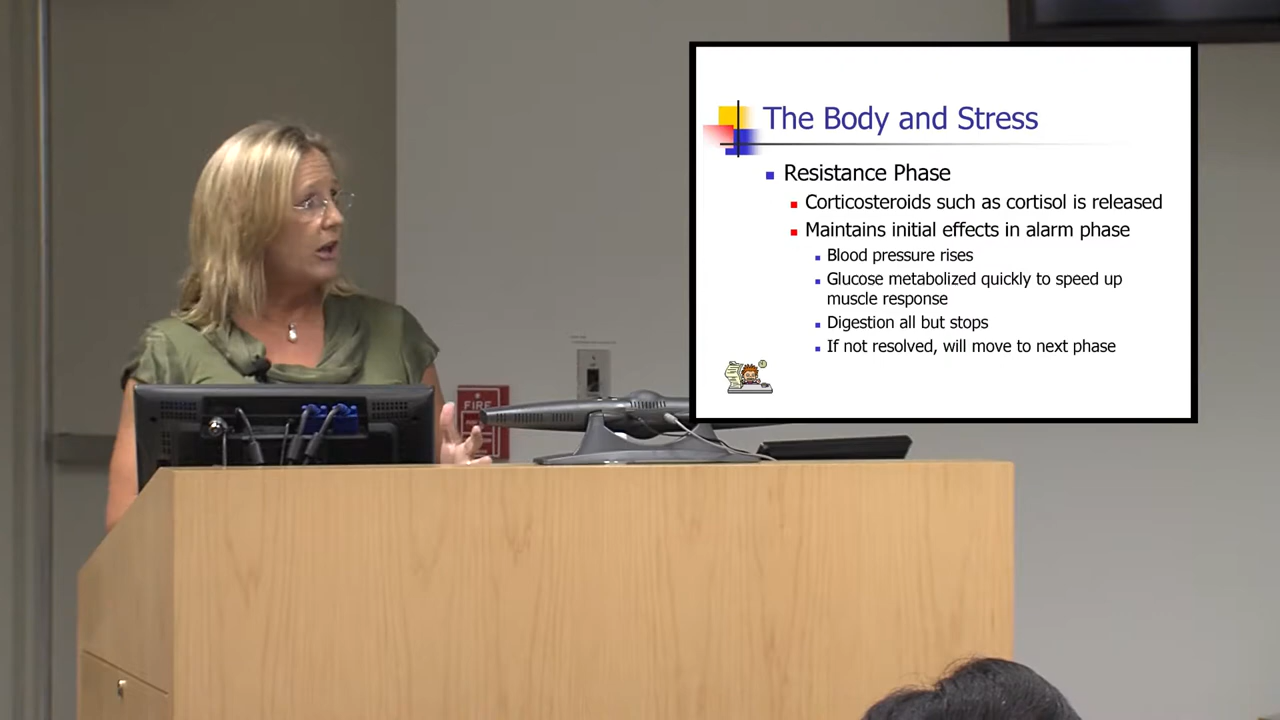 The Body and Stress
Resistance Phase
Corticosteroids such as cortisol is released
Maintains initial effects in alarm phase
Blood pressure rises
Glucose metabolized quickly to speed up
muscle response
Digestion all but stops
If not resolved, will move to next phase
FIRE